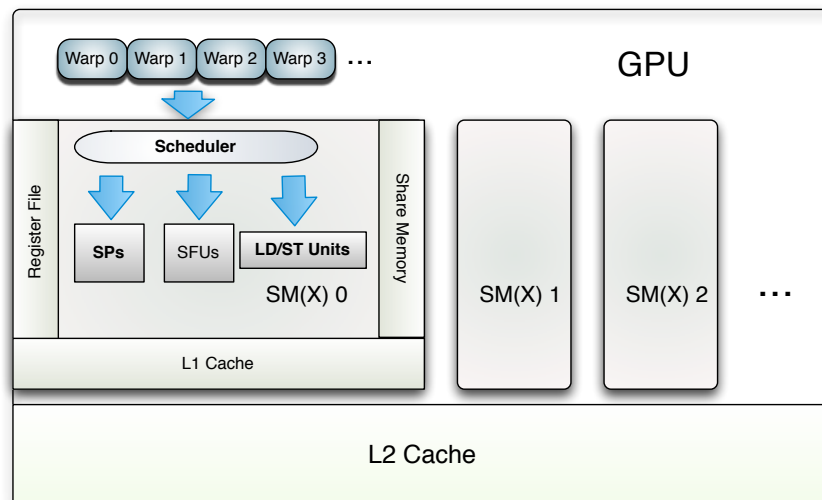 Warp 0 Warp 1 Warp 2 Warp 3 ...
GPU
Scheduler
Register File
Share Memory
SPs
SFUs
LD/ST Units
SM(X) 0
SM(X) 1
SM(X) 2
...
L1 Cache
L2 Cache